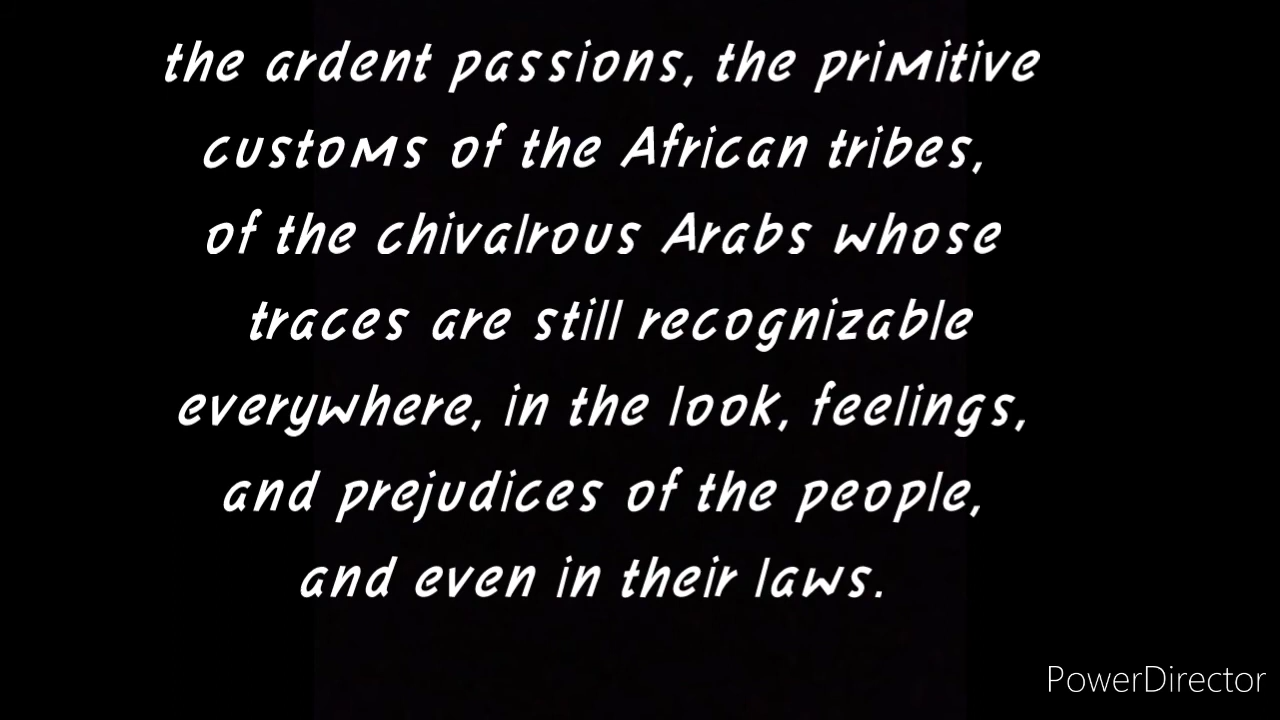 the ardent passions, the primitive
customs of the African tribes,
of the chivalrous Arabs whose
traces are still recognizable
everywhere, in the look, feelings,
and prejudices of the people,
and even in their laws.
PowerDirector